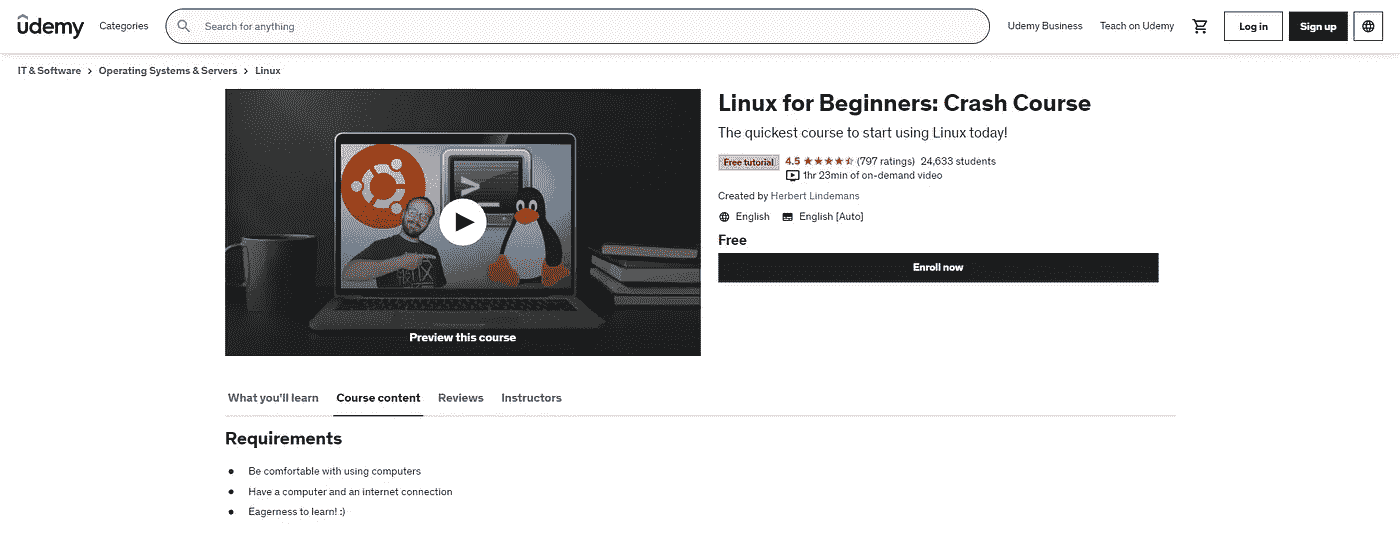 ûdemy Categories Search for anything Udemy Business Teach on Udemy Log in Sign up
IT & Software > Operating Systems & Servers > Linux
Linux for Beginners: Crash Course
The quickest course to start using Linux today!
Free tutorial 4.5 (797 ratings) 24,633 students
1hr 23min of on-demand video
Created by Herbert Lindemans
English English [Auto]
Free
Enroll now
Preview this course
What you'll learn Course content Reviews Instructors
Requirements
Be comfortable with using computers
Have a computer and an internet connection
Eagerness to learn! :)